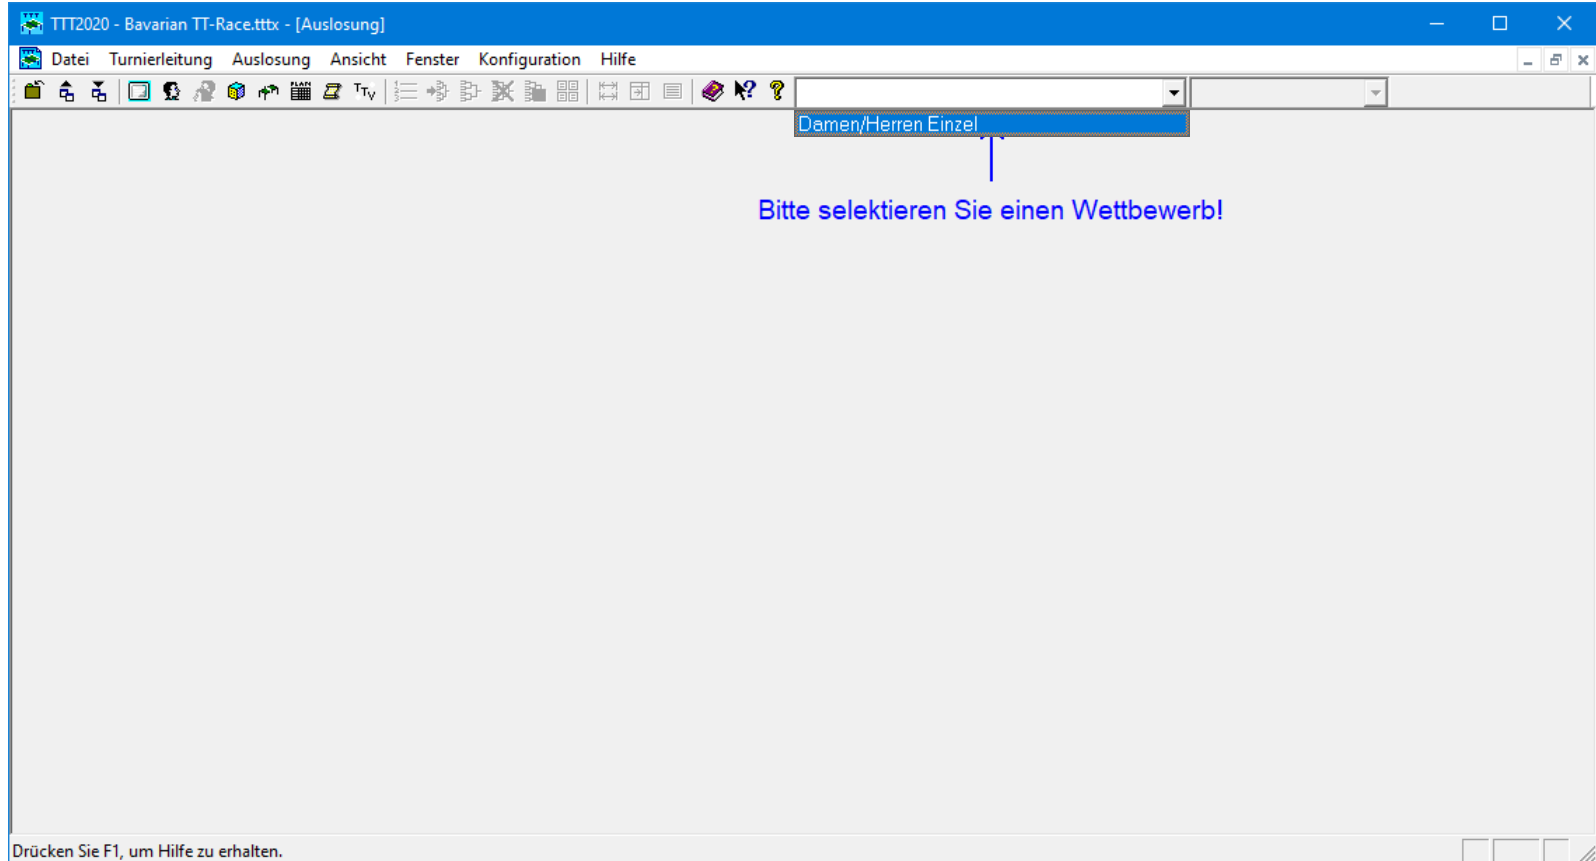 TTT2020 - Bavarian TT-Race.tttx - [Auslosung]
Datei Turnierleitung Auslosung Ansicht Fenster Konfiguration Hilfe
Damen/Herren Einzel
Bitte selektieren Sie einen Wettbewerb!
Drücken Sie F1, um Hilfe zu erhalten.